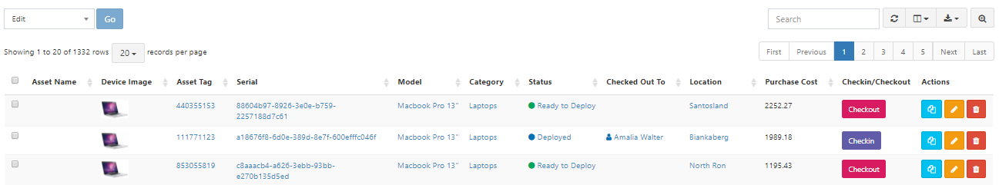 Edit Go Search
Showing 1 to 20 of 1332 rows 20 records per page First Previous 1 2 3 4 5 Next Last
Asset Name Device Image Asset Tag Serial Model Category Status Checked Out To Location Purchase Cost Checkin/Checkout Actions
440355153 88604b97-8926-3e0e-b759- Macbook Pro 13" Laptops Ready to Deploy Santosland 2252.27 Checkout
2257188d7c61
111771123 a18676f8-6d0e-389d-8e7f-600efffc046f Macbook Pro 13" Laptops Deployed Amalia Walter Biankaberg 1989.18 Checkin
853055819 c8aaacb4-a626-3ebb-93bb- Macbook Pro 13" Laptops Ready to Deploy North Ron 1195.43 Checkout
e270b135d5ed